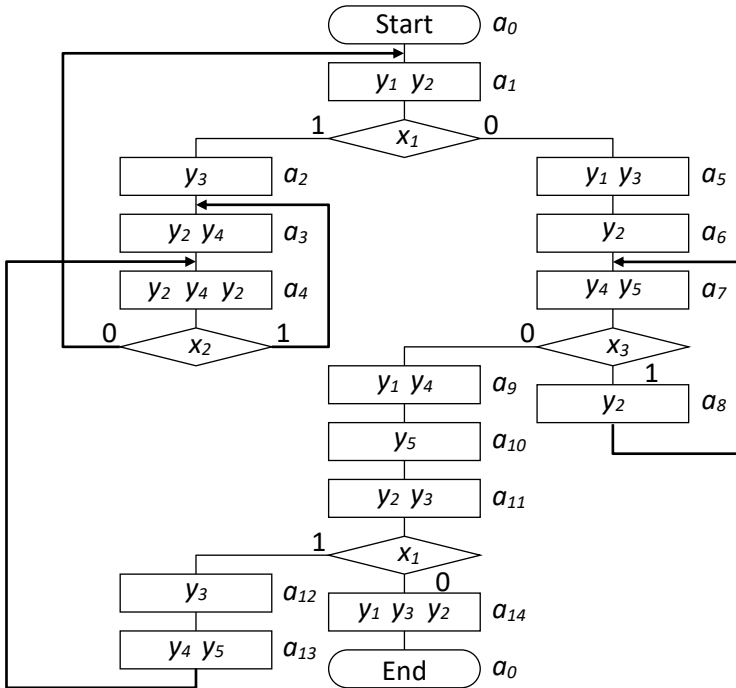 Start a0
y1 y2 a1
1 x1 0
y3 a2
y1 y3 a5
y2 y4 a3
y2 a6
y2 y4 y2 a4
y4 y5 a7
0 x2 1
0 x3
1
y1 y4 a9
y2 a8
y5 a10
y2 y3 a11
1 x1
0
y3 a12
y1 y3 y2 a14
y4 y5 a13
End a0